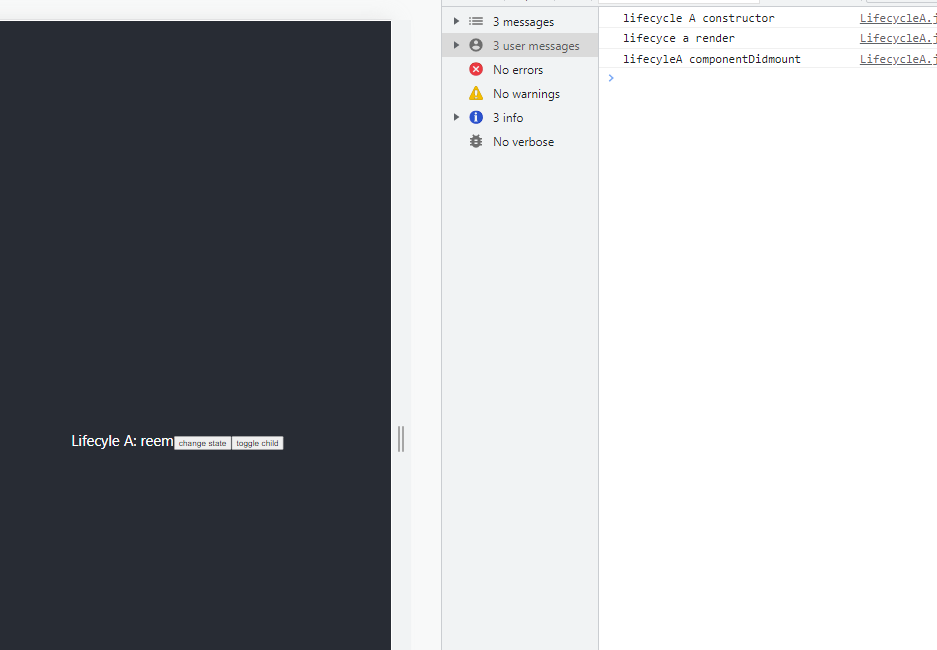 Lifecyle A: reem
change state
toggle child
3 messages
3 user messages
No errors
No warnings
3 info
No verbose
lifecycle A constructor LifecycleA.j
lifecyce a render LifecycleA.j
lifecyleA componentDidmount LifecycleA.j